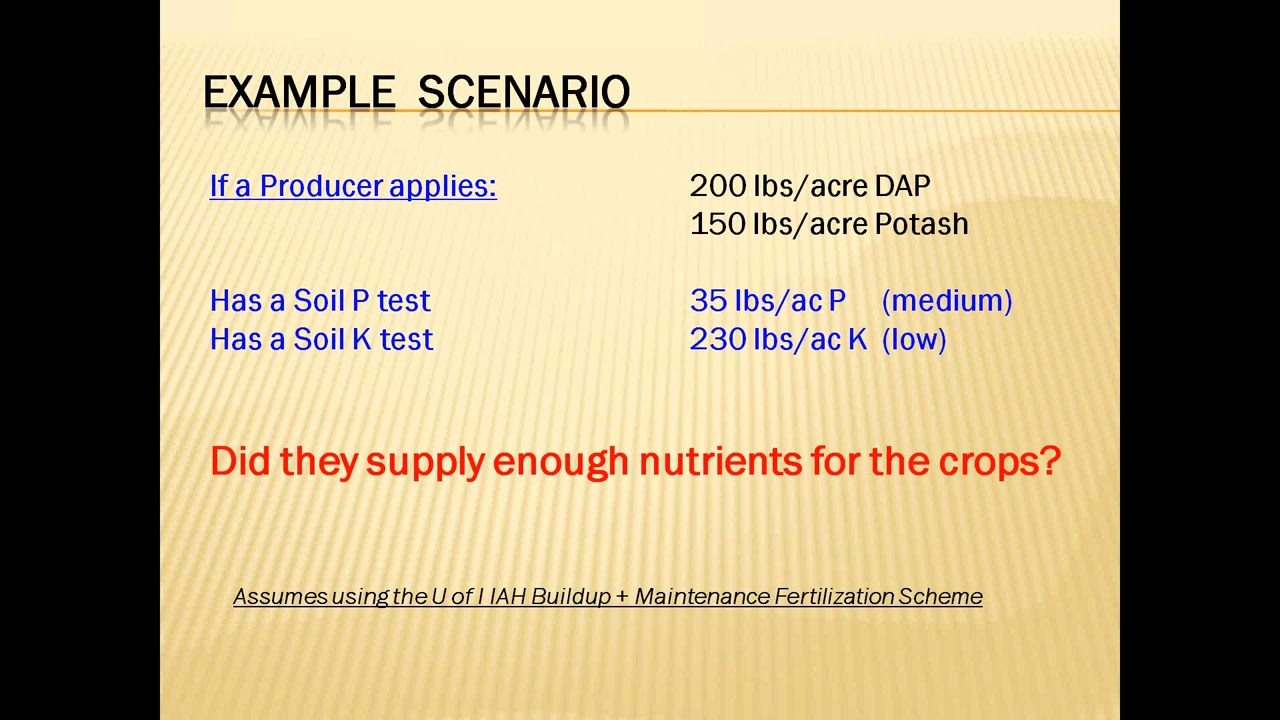 EXAMPLE SCENARIO
If a Producer applies: 200 lbs/acre DAP
150 lbs/acre Potash
Has a Soil P test 35 lbs/ac P (medium)
Has a Soil K test 230 lbs/ac K (low)
Did they supply enough nutrients for the crops?
Assumes using the U of I IAH Buildup + Maintenance Fertilization Scheme